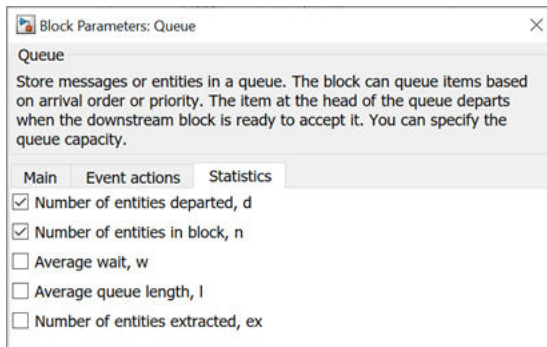 Block Parameters: Queue
Queue
Store messages or entities in a queue. The block can queue items based
on arrival order or priority. The item at the head of the queue departs
when the downstream block is ready to accept it. You can specify the
queue capacity.
Main Event actions Statistics
Number of entities departed, d
Number of entities in block, n
Average wait, w
Average queue length, l
Number of entities extracted, ex